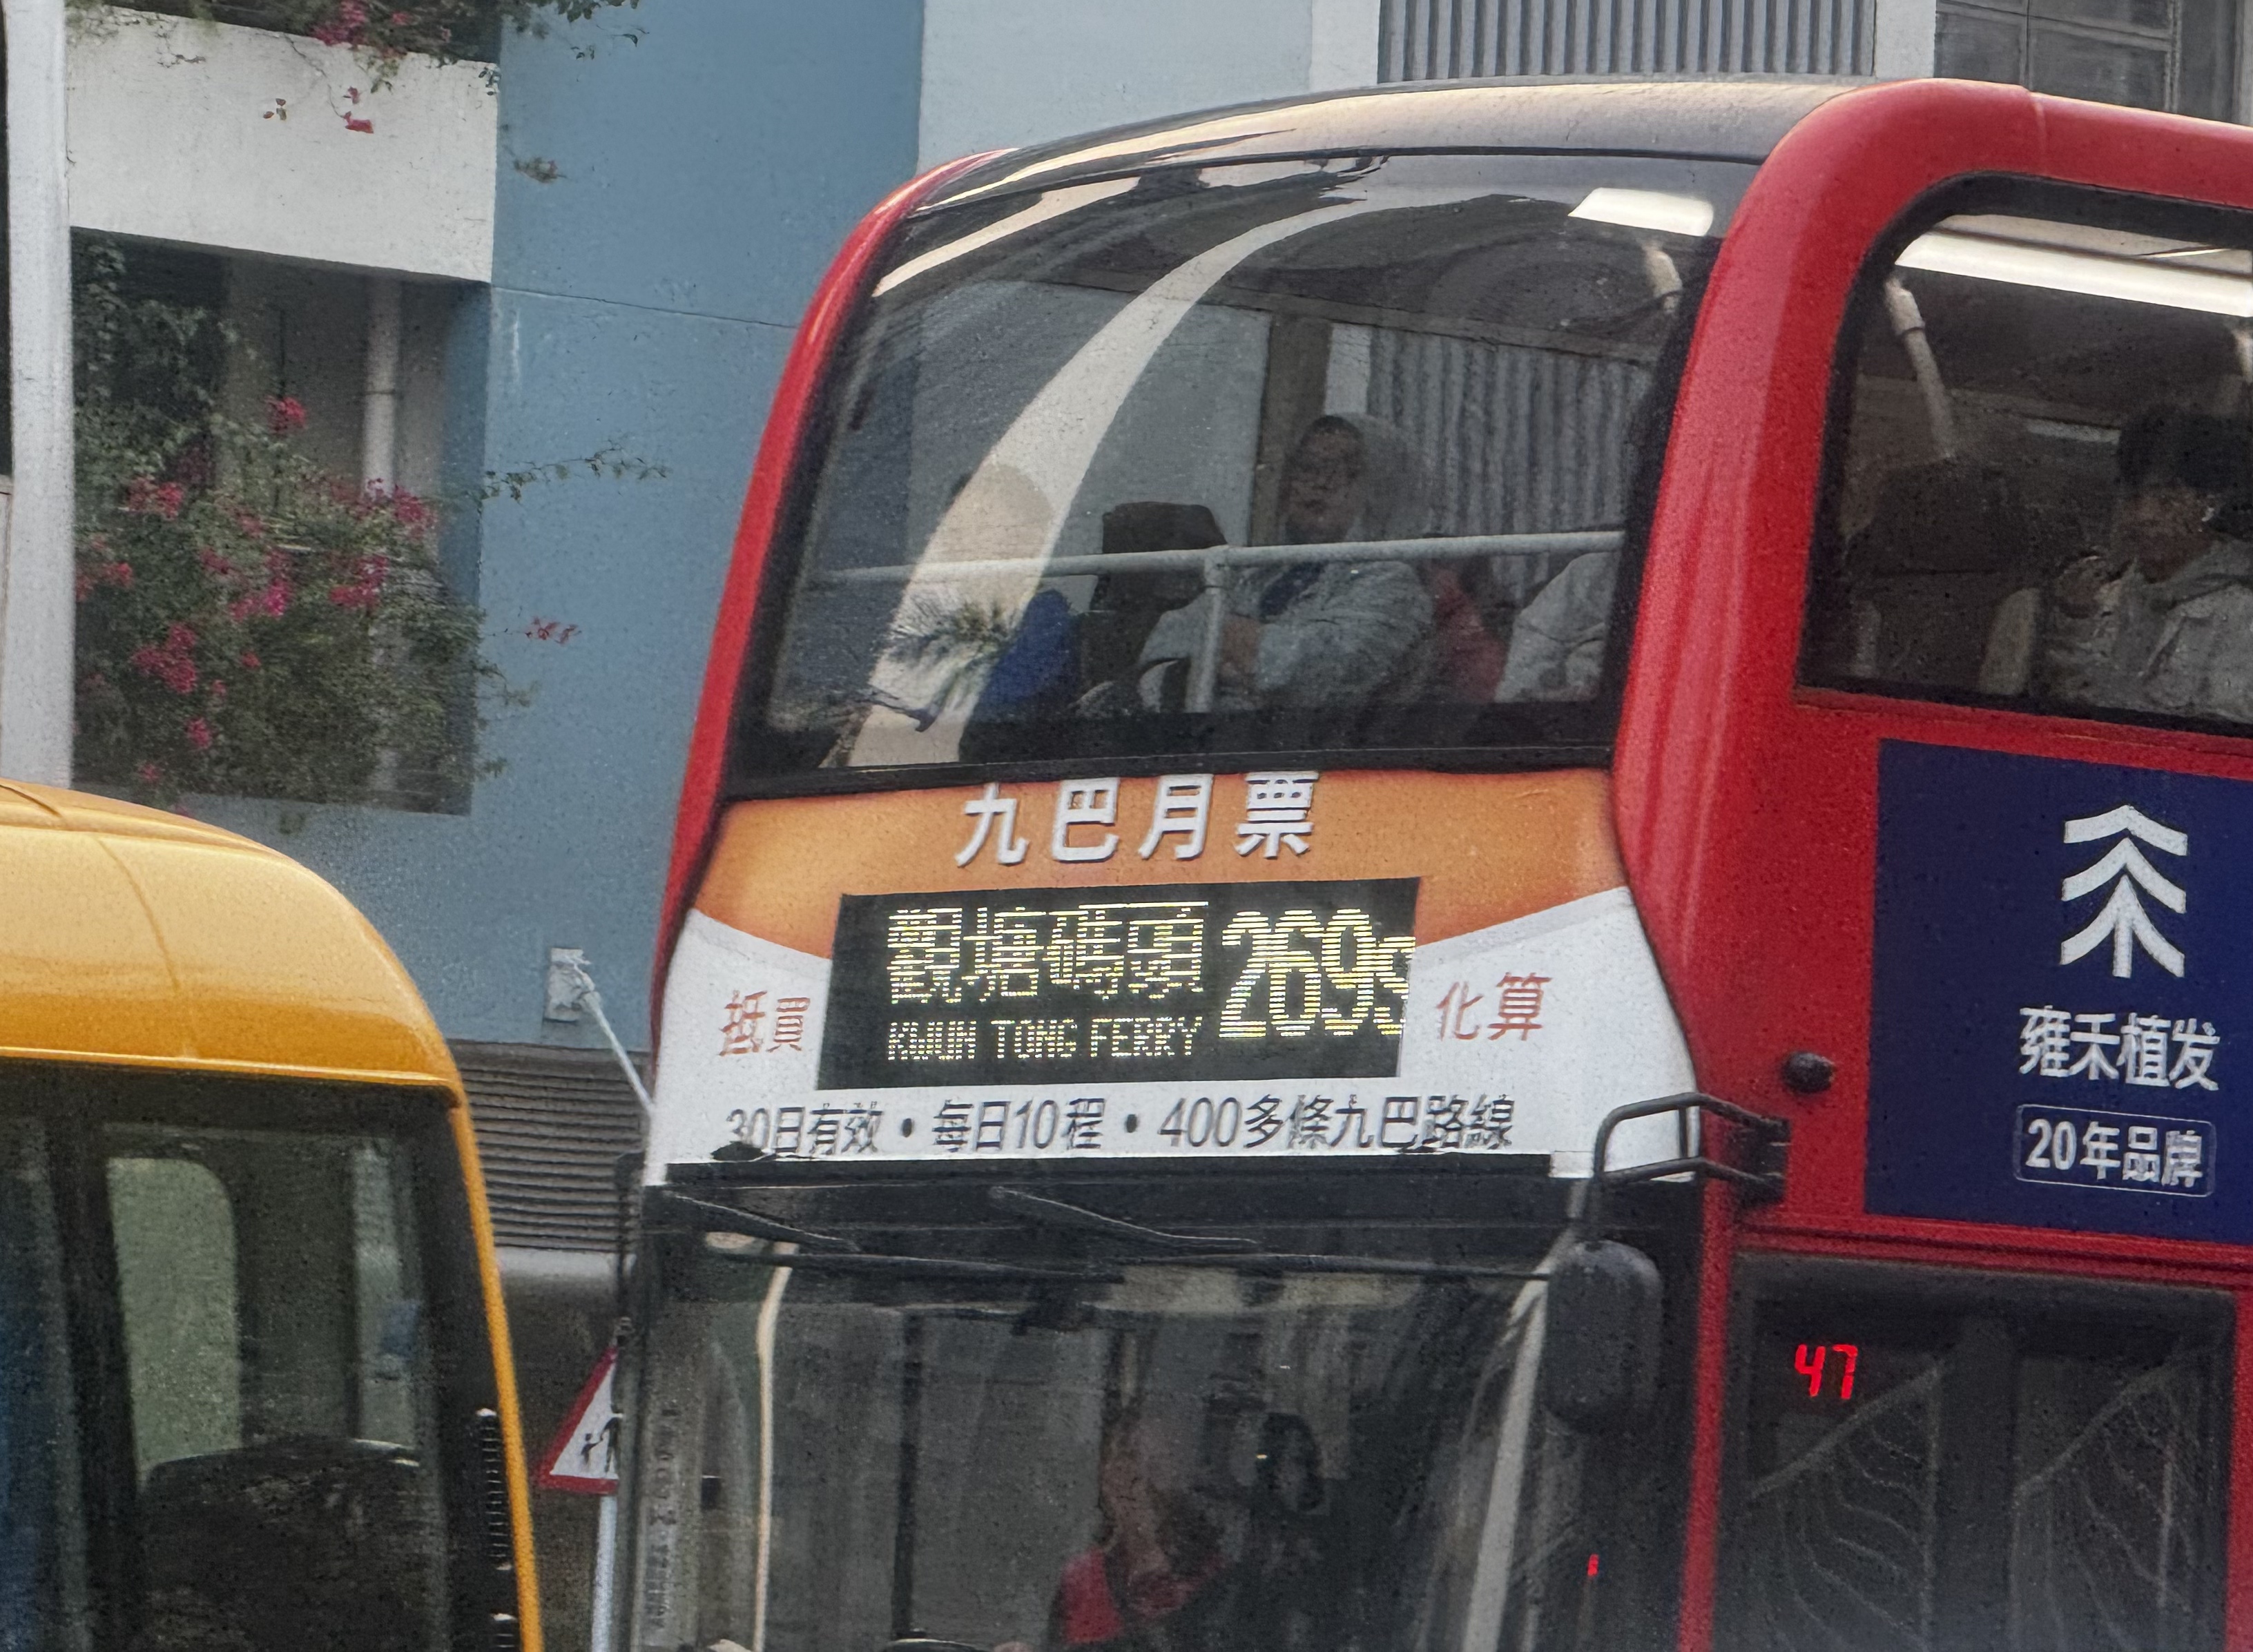 九巴月票
觀塘碼頭 269
KWUN TONG FERRY
抵買
化算
30日有效・每日10程・400多條九巴路線
雍禾植发
20年品牌
47